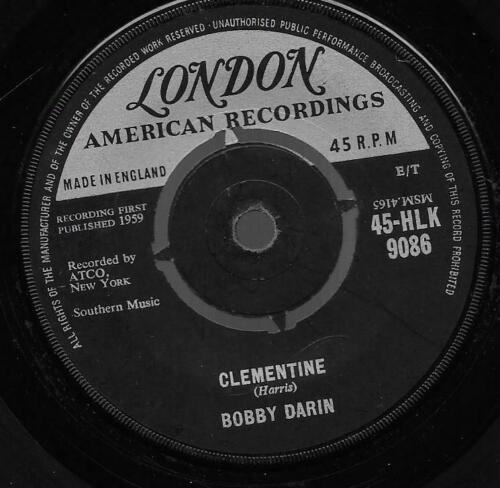 ALL RIGHTS OF THE MANUFACTURER AND OF THE OWNER OF THE RECORDED WORK RESERVED · UNAUTHORISED PUBLIC PERFORMANCE BROADCASTING AND COPYING OF THIS RECORD PROHIBITED
LONDON
AMERICAN RECORDINGS
45 R.P.M
MADE IN ENGLAND
E/T
MSM.4165
RECORDING FIRST
PUBLISHED 1959
45-HLK
9086
Recorded by
ATCO,
NEW YORK
Southern Music
CLEMENTINE
(Harris)
BOBBY DARIN